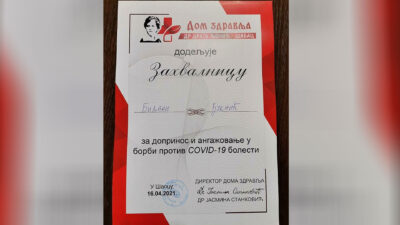 ДОМ ЗДРАВЉА
додељује
Захвалницу
за допринос и ангажовање у
борби против COVID-19 болести
У Шапцу,
16.04.2021.
ДИРЕКТОР ДОМА ЗДРАВЉА
ДР ЈАСМИНА СТАНКОВИЋ